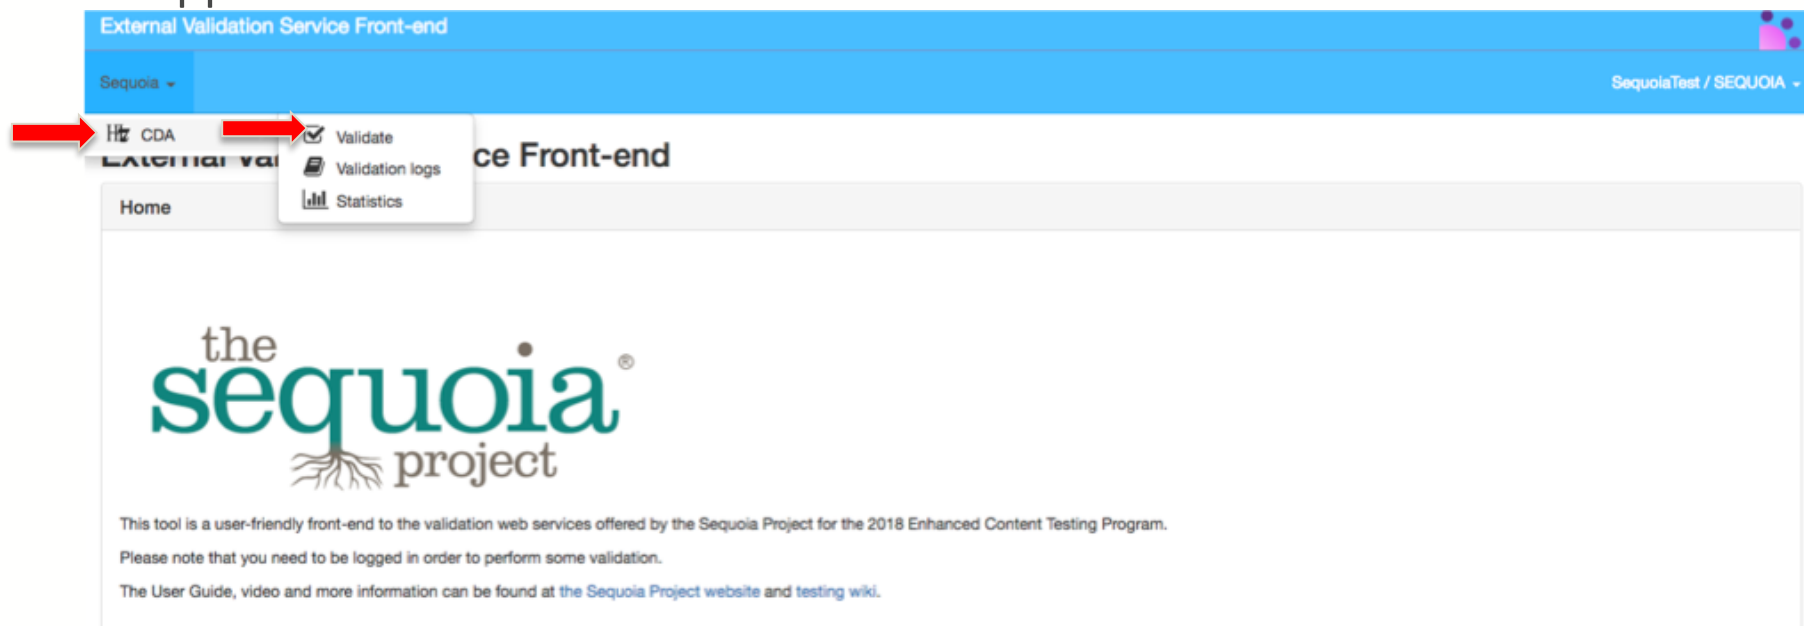 External Validation Service Front-end
Sequoia
SequoiaTest / SEQUOIA
CDA
Validate
Validation logs
Statistics
External Va ce Front-end
Home
the
sequoia®
project
This tool is a user-friendly front-end to the validation web services offered by the Sequoia Project for the 2018 Enhanced Content Testing Program.
Please note that you need to be logged in order to perform some validation.
The User Guide, video and more information can be found at the Sequoia Project website and testing wiki.